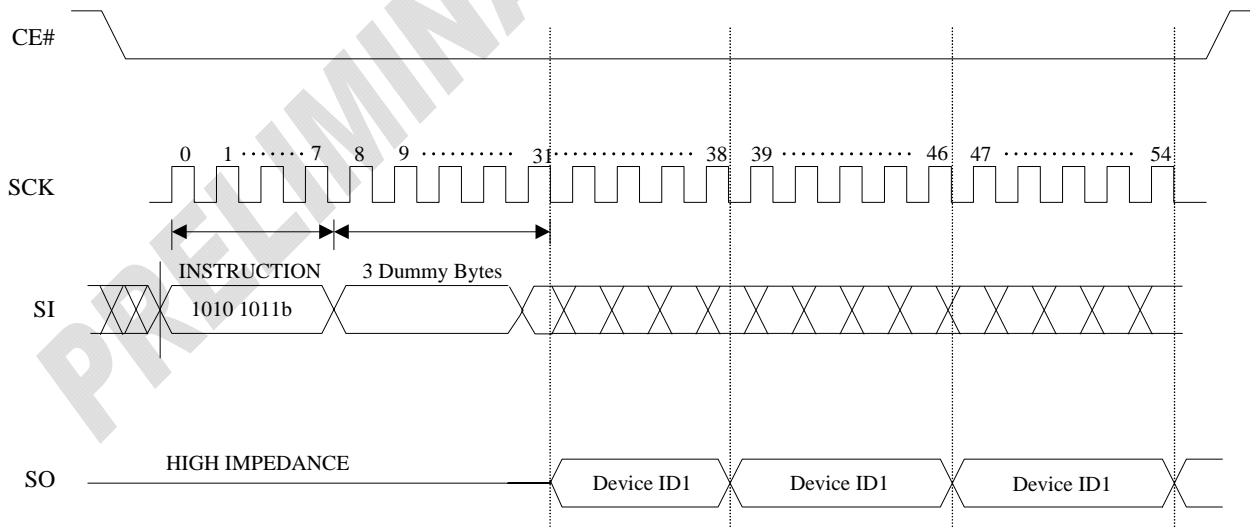 CE#
0 1 ........ 7 8 9 .......... 31 ................ 38 39 ............... 46 47 ............... 54
SCK
INSTRUCTION 3 Dummy Bytes
SI 1010 1011b
HIGH IMPEDANCE
SO Device ID1 Device ID1 Device ID1
PRELIMINA